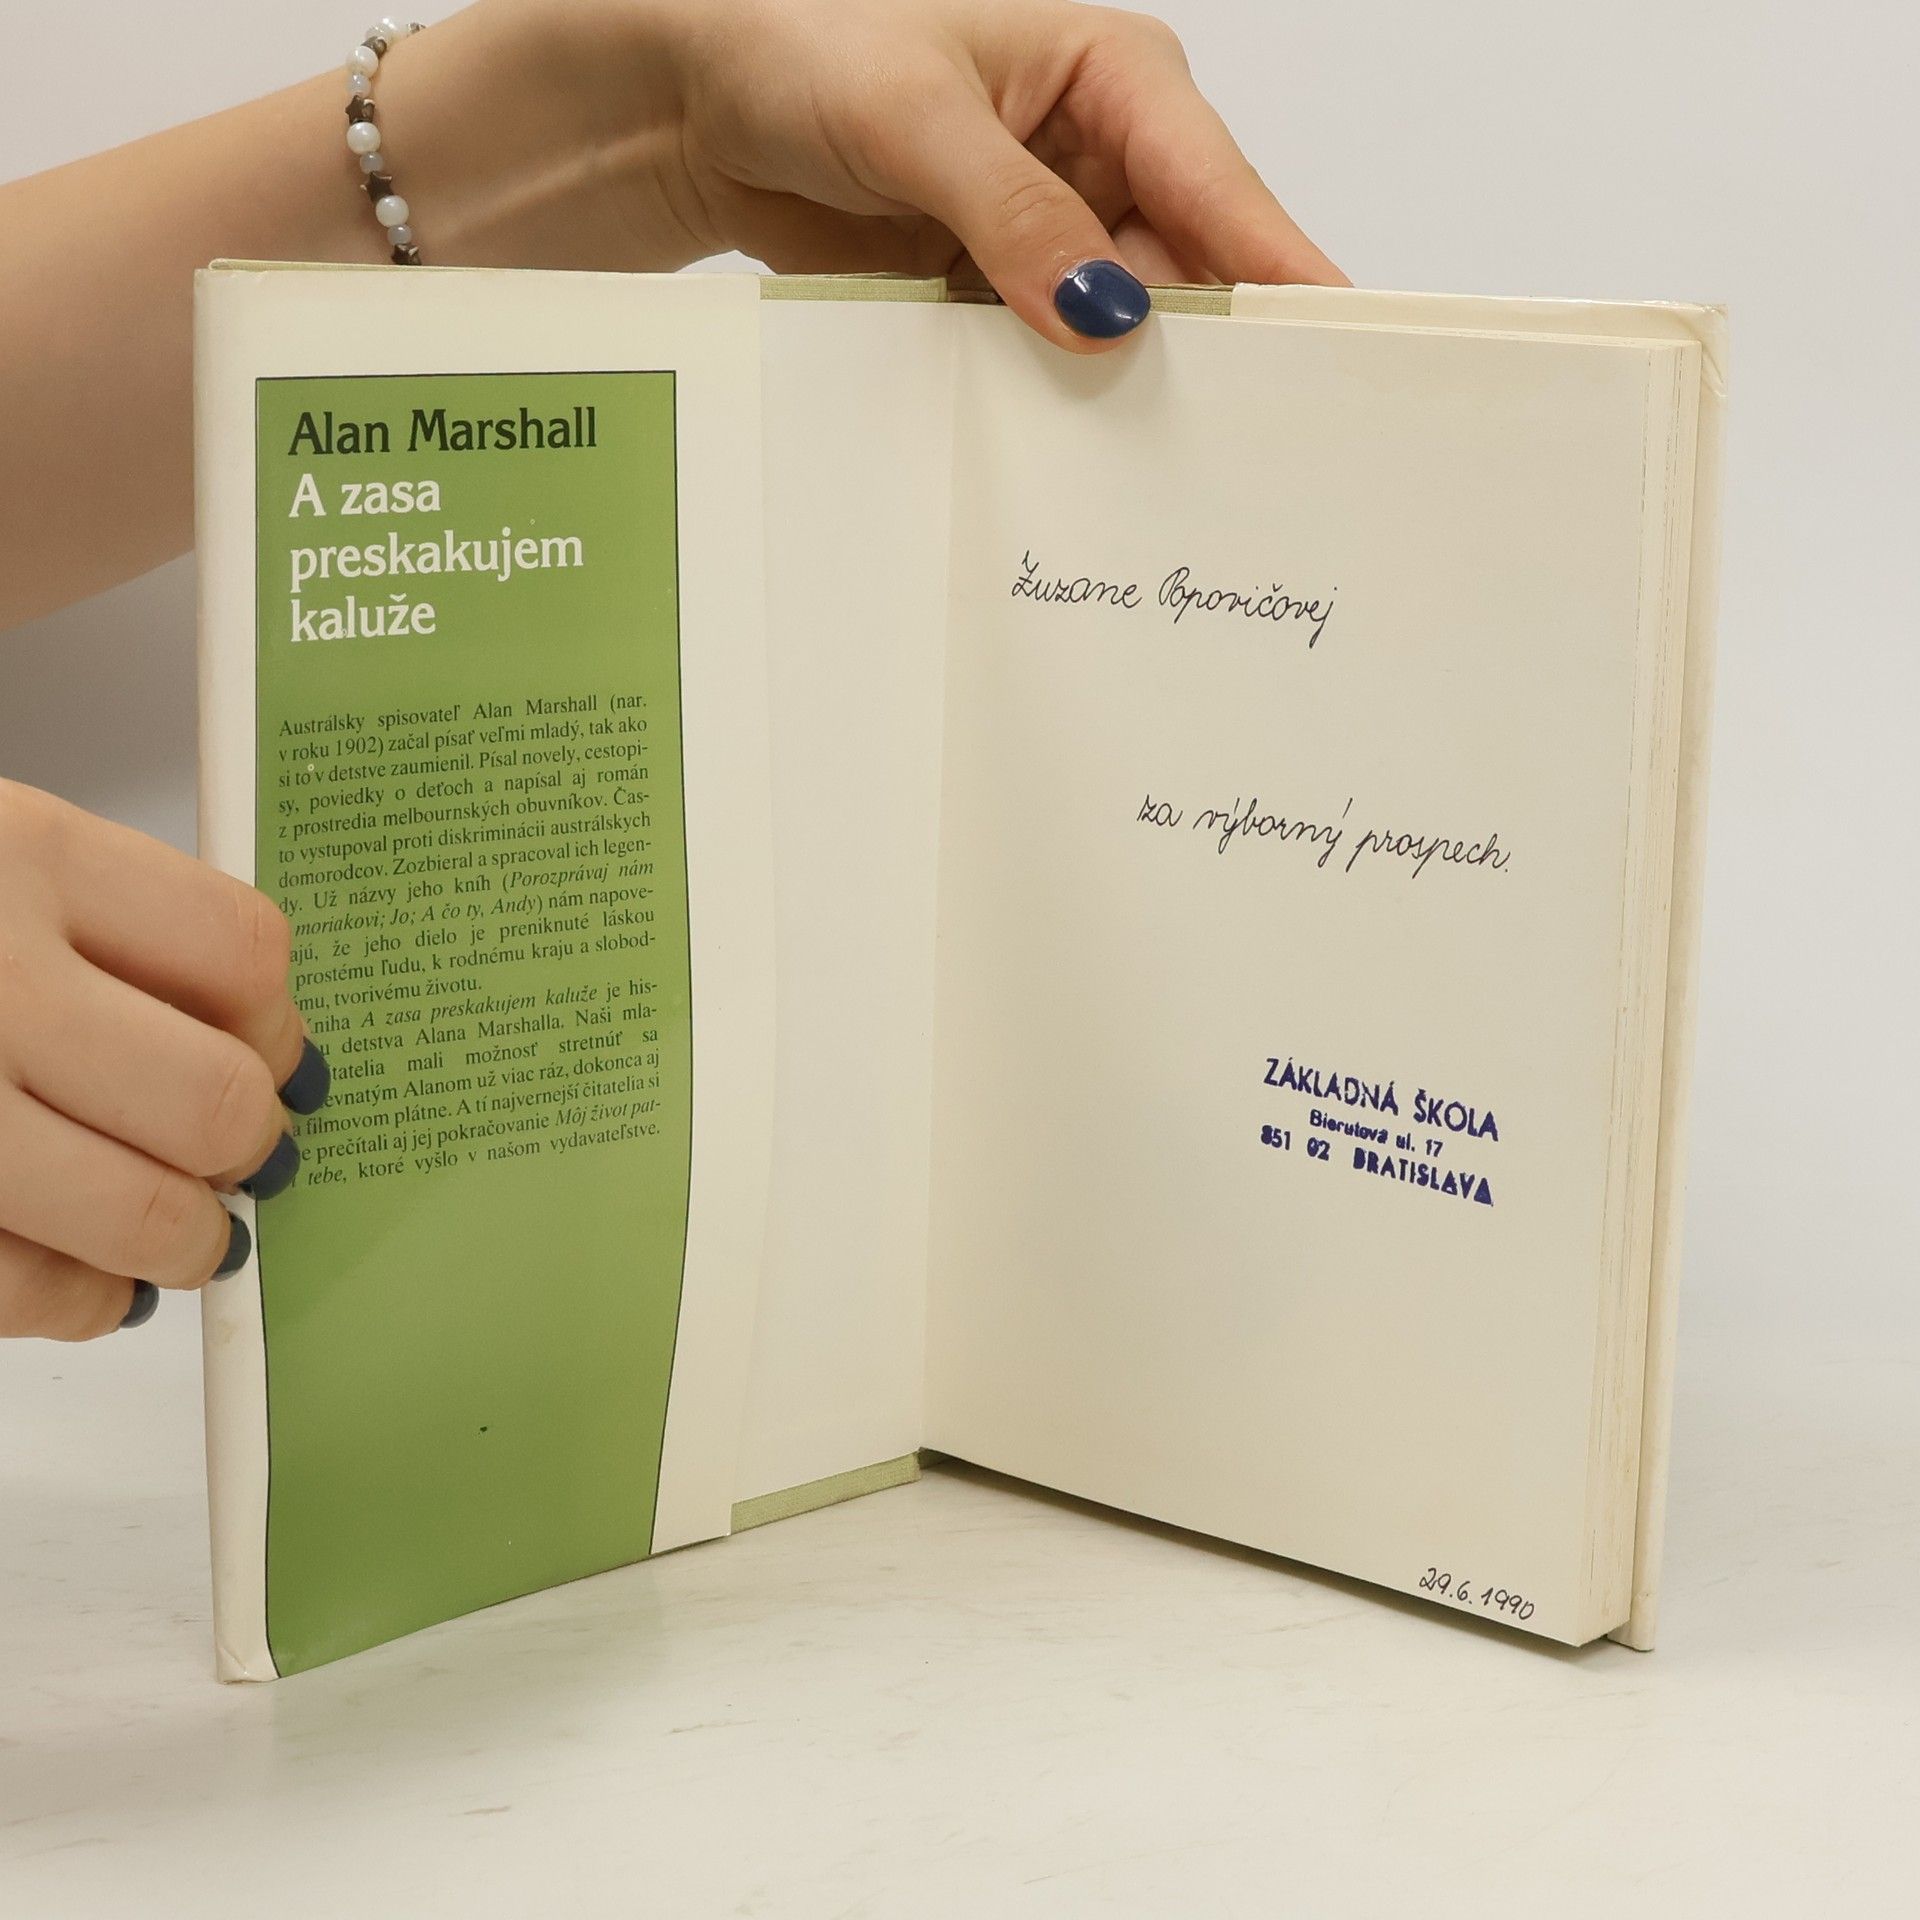 Alan Marshall
A zasa
preskakujem
kaluže
Austrálsky spisovateľ Alan Marshall (nar.
v roku 1902) začal písať veľmi mladý, tak ako
si to v detstve zaumienil. Písal novely, cestopi-
sy, poviedky o deťoch a napísal aj román
z prostredia melbournských obuvníkov. Čas-
to vystupoval proti diskriminácii austrálskych
domorodcov. Zozbieral a spracoval ich legen-
dy. Už názvy jeho kníh (Porozprávaj nám
moriakovi; Jo; A čo ty, Andy) nám napove-
ajú, že jeho dielo je preniknuté láskou
prostému ľudu, k rodnému kraju a slobod-
ému, tvorivému životu.
Kniha A zasa preskakujem kaluže je his-
u detstva Alana Marshalla. Naši mla-
itatelia mali možnosť stretnúť sa
evnatým Alanom už viac ráz, dokonca aj
a filmovom plátne. A tí najvernejší čitatelia si
e prečítali aj jej pokračovanie Môj život pat-
í tebe, ktoré vyšlo v našom vydavateľstve.
Zuzane Popovičovej
za výborný prospech.
ZÁKLADNÁ ŠKOLA
Bierutova ul. 17
851 02 BRATISLAVA
29.6.1990